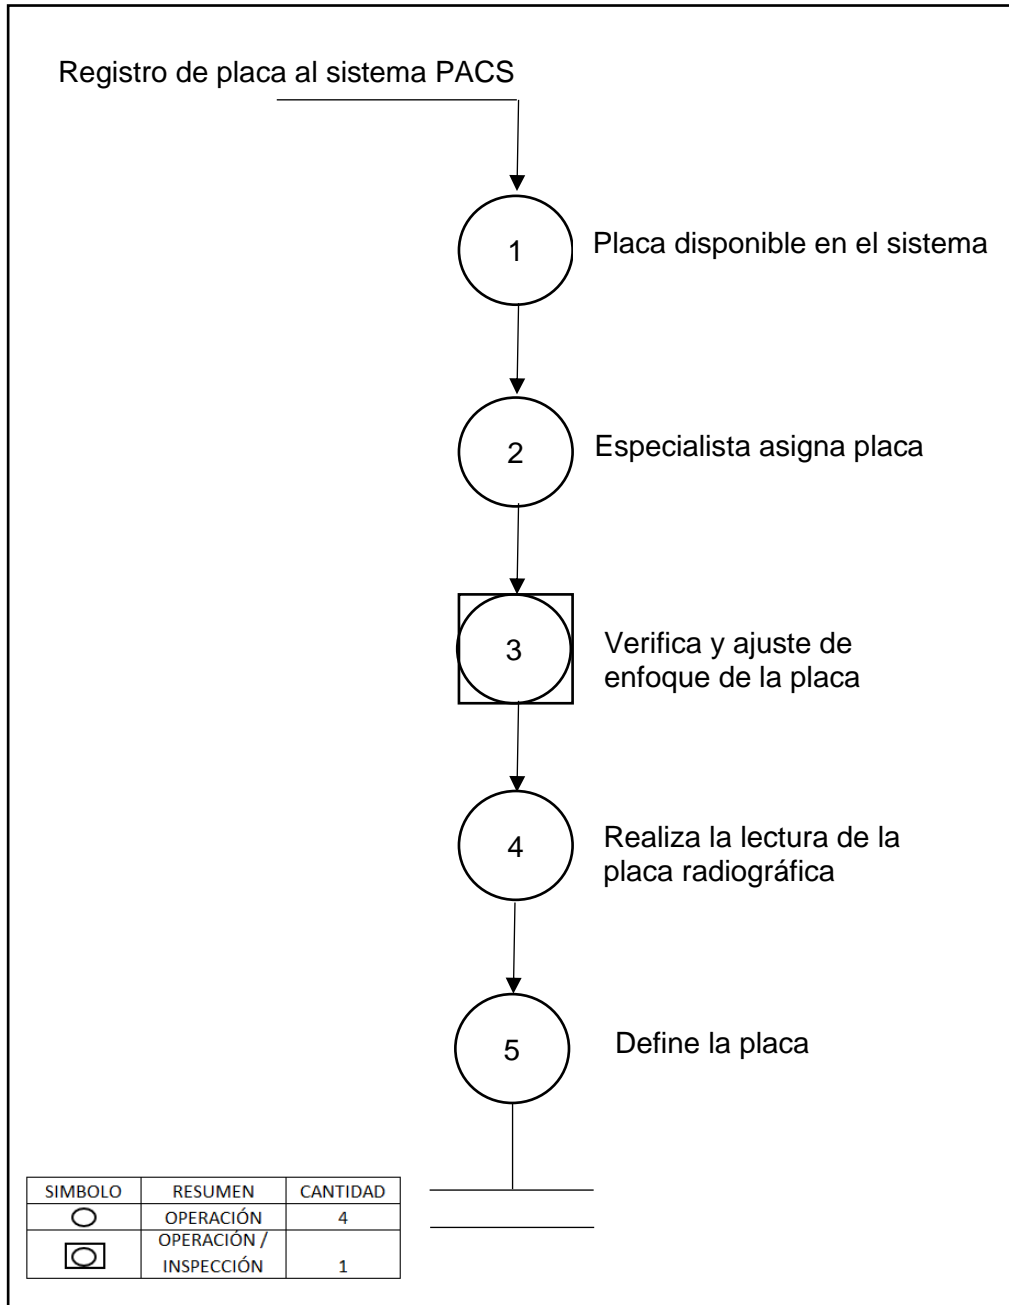 Registro de placa al sistema PACS
1
Placa disponible en el sistema
2
Especialista asigna placa
3
Verifica y ajuste de
enfoque de la placa
4
Realiza la lectura de la
placa radiográfica
5
Define la placa
SIMBOLO RESUMEN CANTIDAD
OPERACIÓN 4
OPERACIÓN /
INSPECCIÓN 1